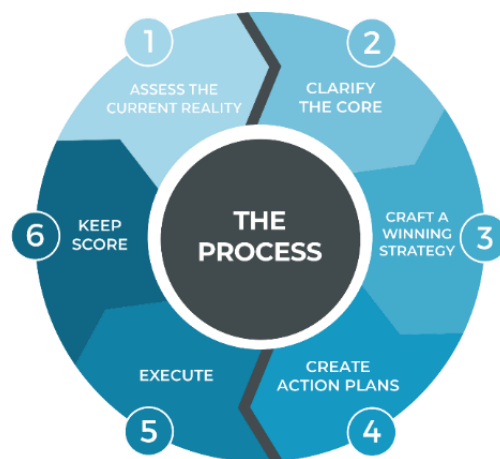 1
ASSESS THE
CURRENT REALITY
2
CLARIFY
THE CORE
3
CRAFT A
WINNING
STRATEGY
4
CREATE
ACTION PLANS
5
EXECUTE
6
KEEP
SCORE
THE
PROCESS